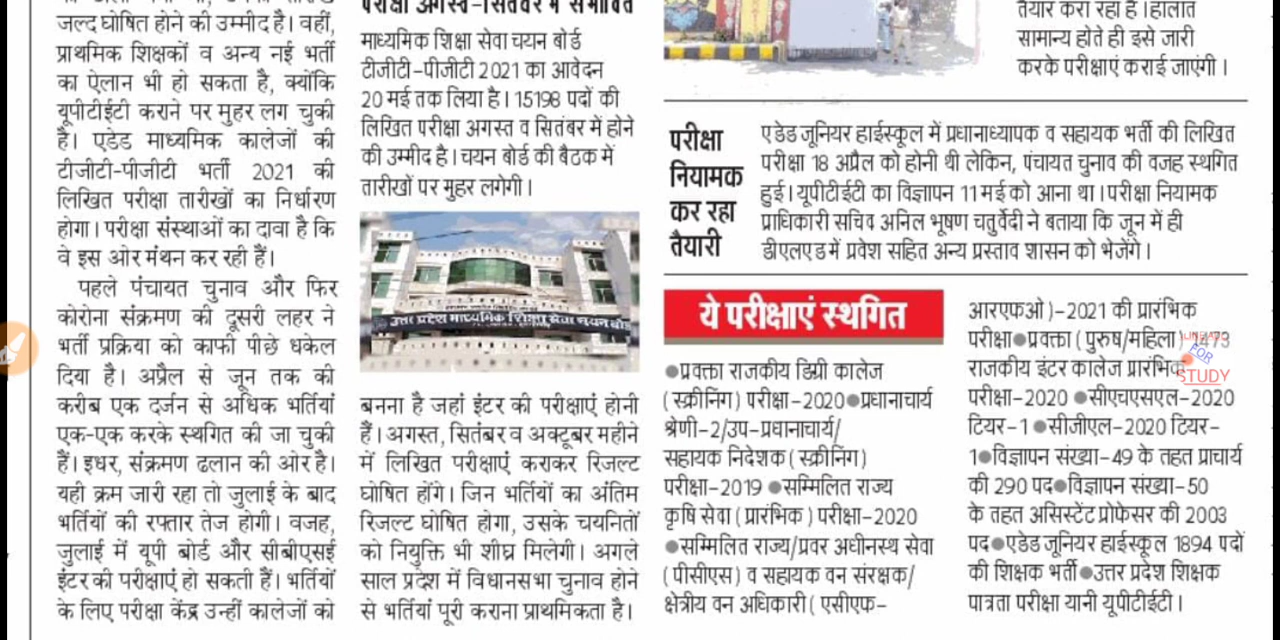 जल्द घोषित होने की उम्मीद है। वहीं,
प्राथमिक शिक्षकों व अन्य नई भर्ती
का ऐलान भी हो सकता है, क्योंकि
यूपीटीईटी कराने पर मुहर लग चुकी
है। एडेड माध्यमिक कालेजों की
टीजीटी-पीजीटी भर्ती 2021 की
लिखित परीक्षा तारीखों का निर्धारण
होगा। परीक्षा संस्थाओं का दावा है कि
वे इस ओर मंथन कर रही हैं।
पहले पंचायत चुनाव और फिर
कोरोना संक्रमण की दूसरी लहर ने
भर्ती प्रक्रिया को काफी पीछे धकेल
दिया है। अप्रैल से जून तक की
करीब एक दर्जन से अधिक भर्तियां
एक-एक करके स्थगित की जा चुकी
हैं। इधर, संक्रमण ढलान की ओर है।
यही क्रम जारी रहा तो जुलाई के बाद
भर्तियों की रफ्तार तेज होगी। वजह,
जुलाई में यूपी बोर्ड और सीबीएसई
इंटर की परीक्षाएं हो सकती हैं। भर्तियों
के लिए परीक्षा केंद्र उन्हीं कालेजों को
परीक्षा अगस्त-सितंबर में संभावित
माध्यमिक शिक्षा सेवा चयन बोर्ड
टीजीटी-पीजीटी 2021 का आवेदन
20 मई तक लिया है। 15198 पदों की
लिखित परीक्षा अगस्त व सितंबर में होने
की उम्मीद है। चयन बोर्ड की बैठक में
तारीखों पर मुहर लगेगी।
उत्तर प्रदेश माध्यमिक शिक्षा सेवा चयन बोर्ड
बनना है जहां इंटर की परीक्षाएं होनी
हैं। अगस्त, सितंबर व अक्टूबर महीने
में लिखित परीक्षाएं कराकर रिजल्ट
घोषित होंगे। जिन भर्तियों का अंतिम
रिजल्ट घोषित होगा, उसके चयनितों
को नियुक्ति भी शीघ्र मिलेगी। अगले
साल प्रदेश में विधानसभा चुनाव होने
से भर्तियां पूरी कराना प्राथमिकता है।
तैयार करा रहा है। हालात
सामान्य होते ही इसे जारी
करके परीक्षाएं कराई जाएंगी।
परीक्षा
नियामक
कर रहा
तैयारी
एडेड जूनियर हाईस्कूल में प्रधानाध्यापक व सहायक भर्ती की लिखित
परीक्षा 18 अप्रैल को होनी थी लेकिन, पंचायत चुनाव की वजह स्थगित
हुई। यूपीटीईटी का विज्ञापन 11 मई को आना था। परीक्षा नियामक
प्राधिकारी सचिव अनिल भूषण चतुर्वेदी ने बताया कि जून में ही
डीएलएड में प्रवेश सहित अन्य प्रस्ताव शासन को भेजेंगे।
ये परीक्षाएं स्थगित
●प्रवक्ता राजकीय डिग्री कालेज
(स्क्रीनिंग) परीक्षा-2020●प्रधानाचार्य
श्रेणी-2/उप-प्रधानाचार्य/
सहायक निदेशक (स्क्रीनिंग)
परीक्षा-2019 ●सम्मिलित राज्य
कृषि सेवा (प्रारंभिक) परीक्षा-2020
●सम्मिलित राज्य/प्रवर अधीनस्थ सेवा
(पीसीएस) व सहायक वन संरक्षक/
क्षेत्रीय वन अधिकारी (एसीएफ-
आरएफओ)-2021 की प्रारंभिक
परीक्षा●प्रवक्ता (पुरुष/महिला) 1473
राजकीय इंटर कालेज प्रारंभिक
परीक्षा-2020 ●सीएचएसएल-2020
टियर-1 ●सीजीएल-2020 टियर-
1●विज्ञापन संख्या-49 के तहत प्राचार्य
की 290 पद●विज्ञापन संख्या-50
के तहत असिस्टेंट प्रोफेसर की 2003
पद●एडेड जूनियर हाईस्कूल 1894 पदों
की शिक्षक भर्ती●उत्तर प्रदेश शिक्षक
पात्रता परीक्षा यानी यूपीटीईटी।
FOR
STUDY